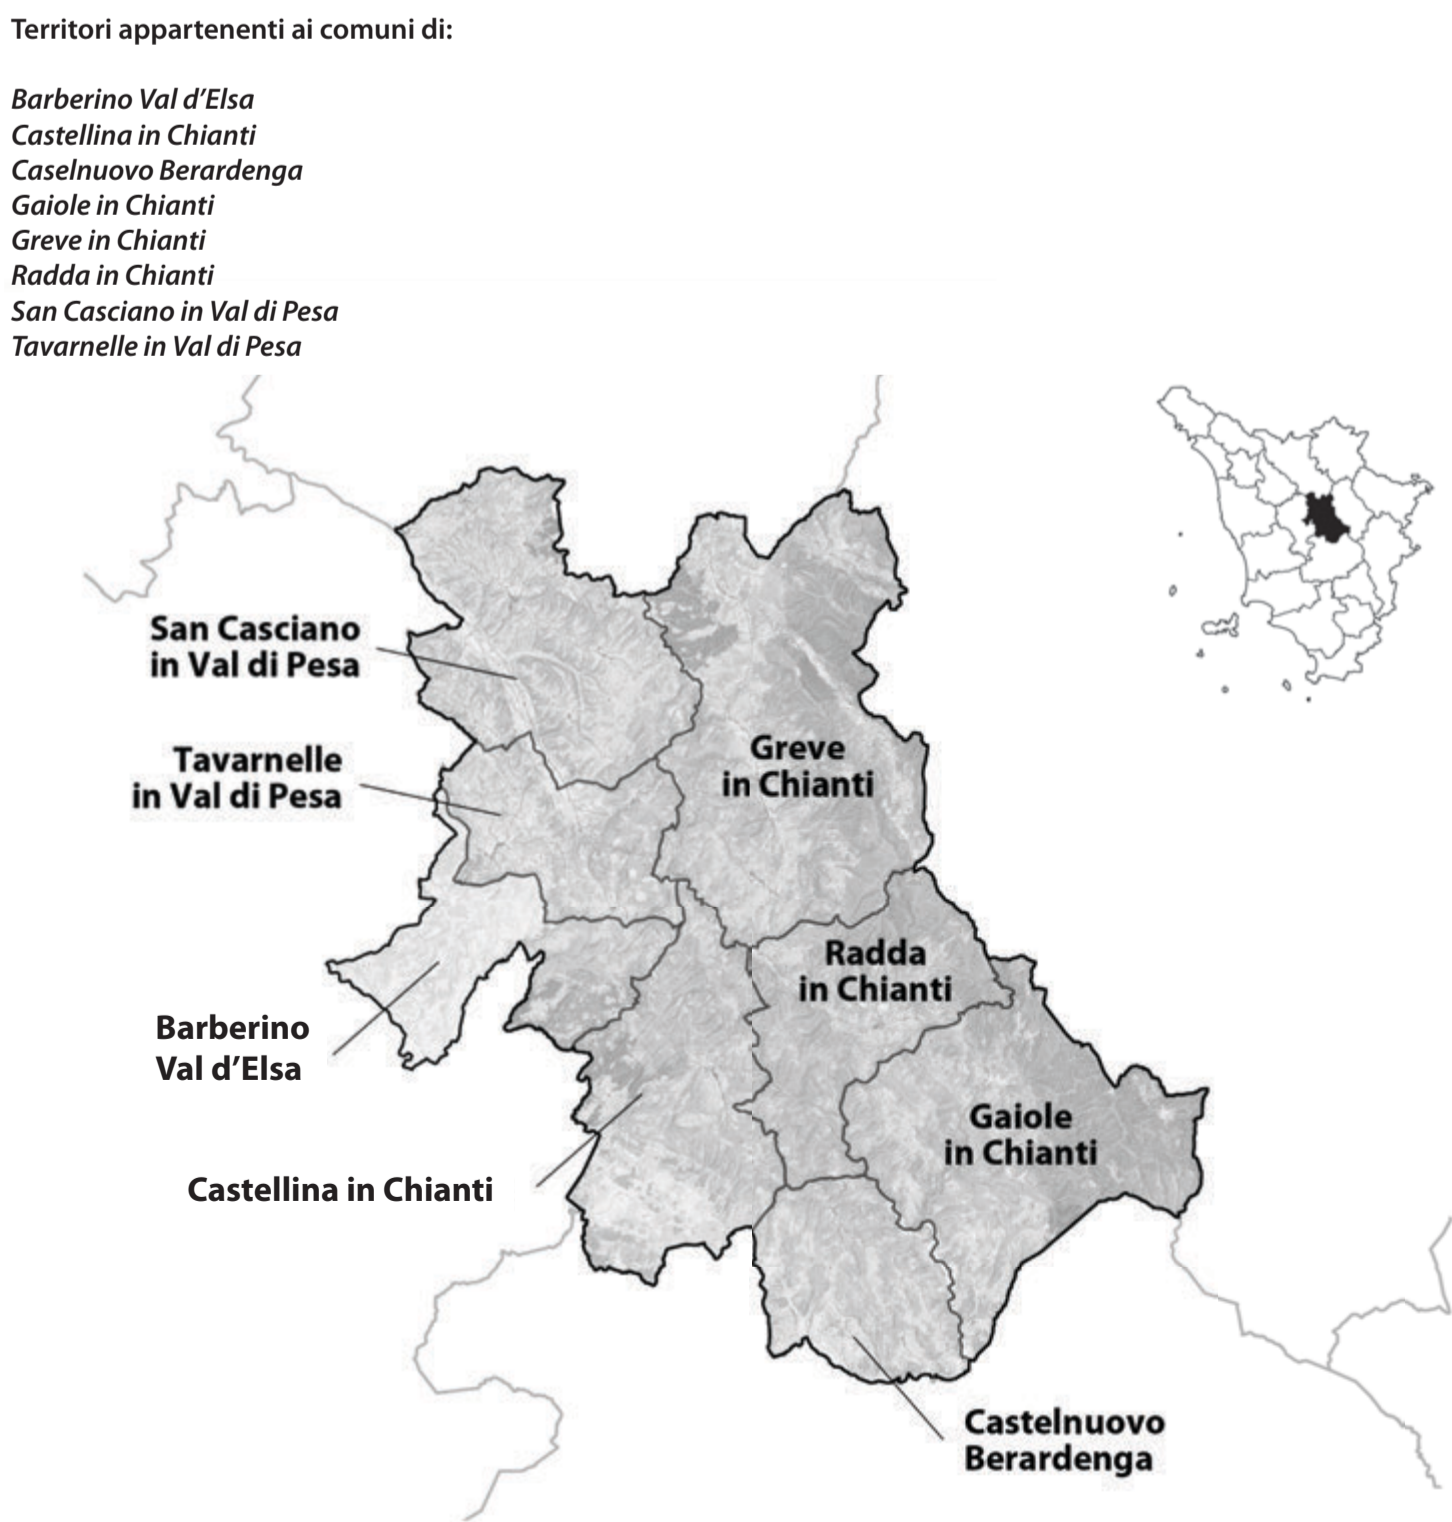 Territori appartenenti ai comuni di:
Barberino Val d’Elsa
Castellina in Chianti
Caselnuovo Berardenga
Gaiole in Chianti
Greve in Chianti
Radda in Chianti
San Casciano in Val di Pesa
Tavarnelle in Val di Pesa
San Casciano
in Val di Pesa
Tavarnelle
in Val di Pesa
Greve
in Chianti
Radda
in Chianti
Barberino
Val d’Elsa
Gaiole
in Chianti
Castellina in Chianti
Castelnuovo
Berardenga